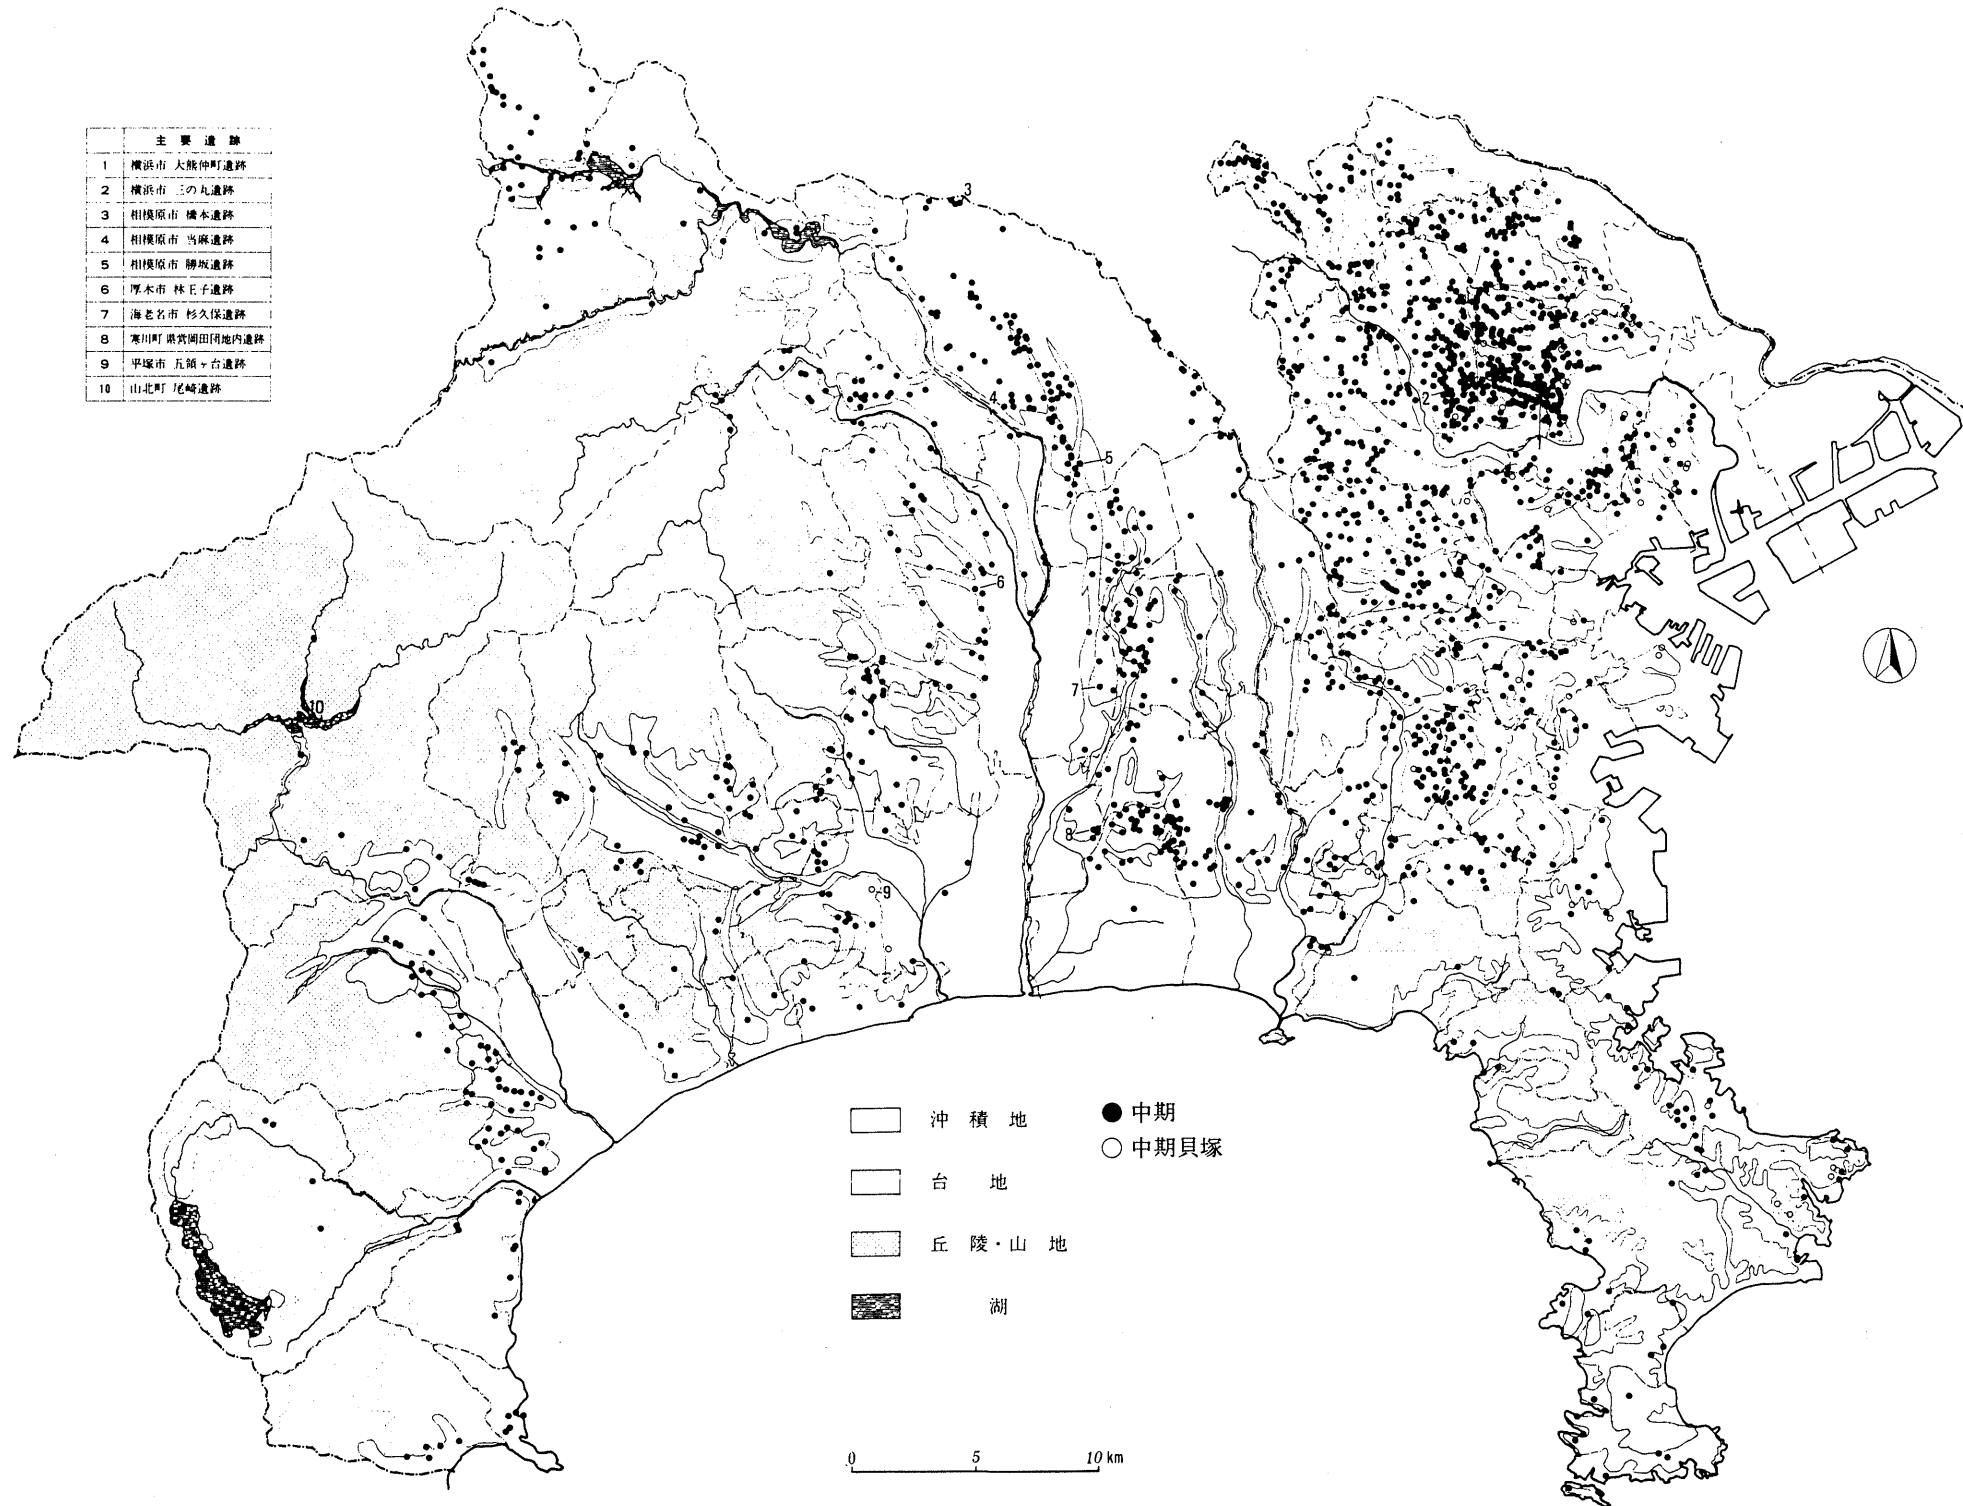 主要遺跡
1 横浜市 大熊仲町遺跡
2 横浜市 三の丸遺跡
3 相模原市 橋本遺跡
4 相模原市 当麻遺跡
5 相模原市 勝坂遺跡
6 厚木市 林王子遺跡
7 海老名市 杉久保遺跡
8 寒川町 県営岡田団地内遺跡
9 平塚市 五領ヶ台遺跡
10 山北町 尾崎遺跡
3
2
4
5
6
7
10
8
9
沖積地
台地
丘陵・山地
湖
中期
中期貝塚
0 5 10 km